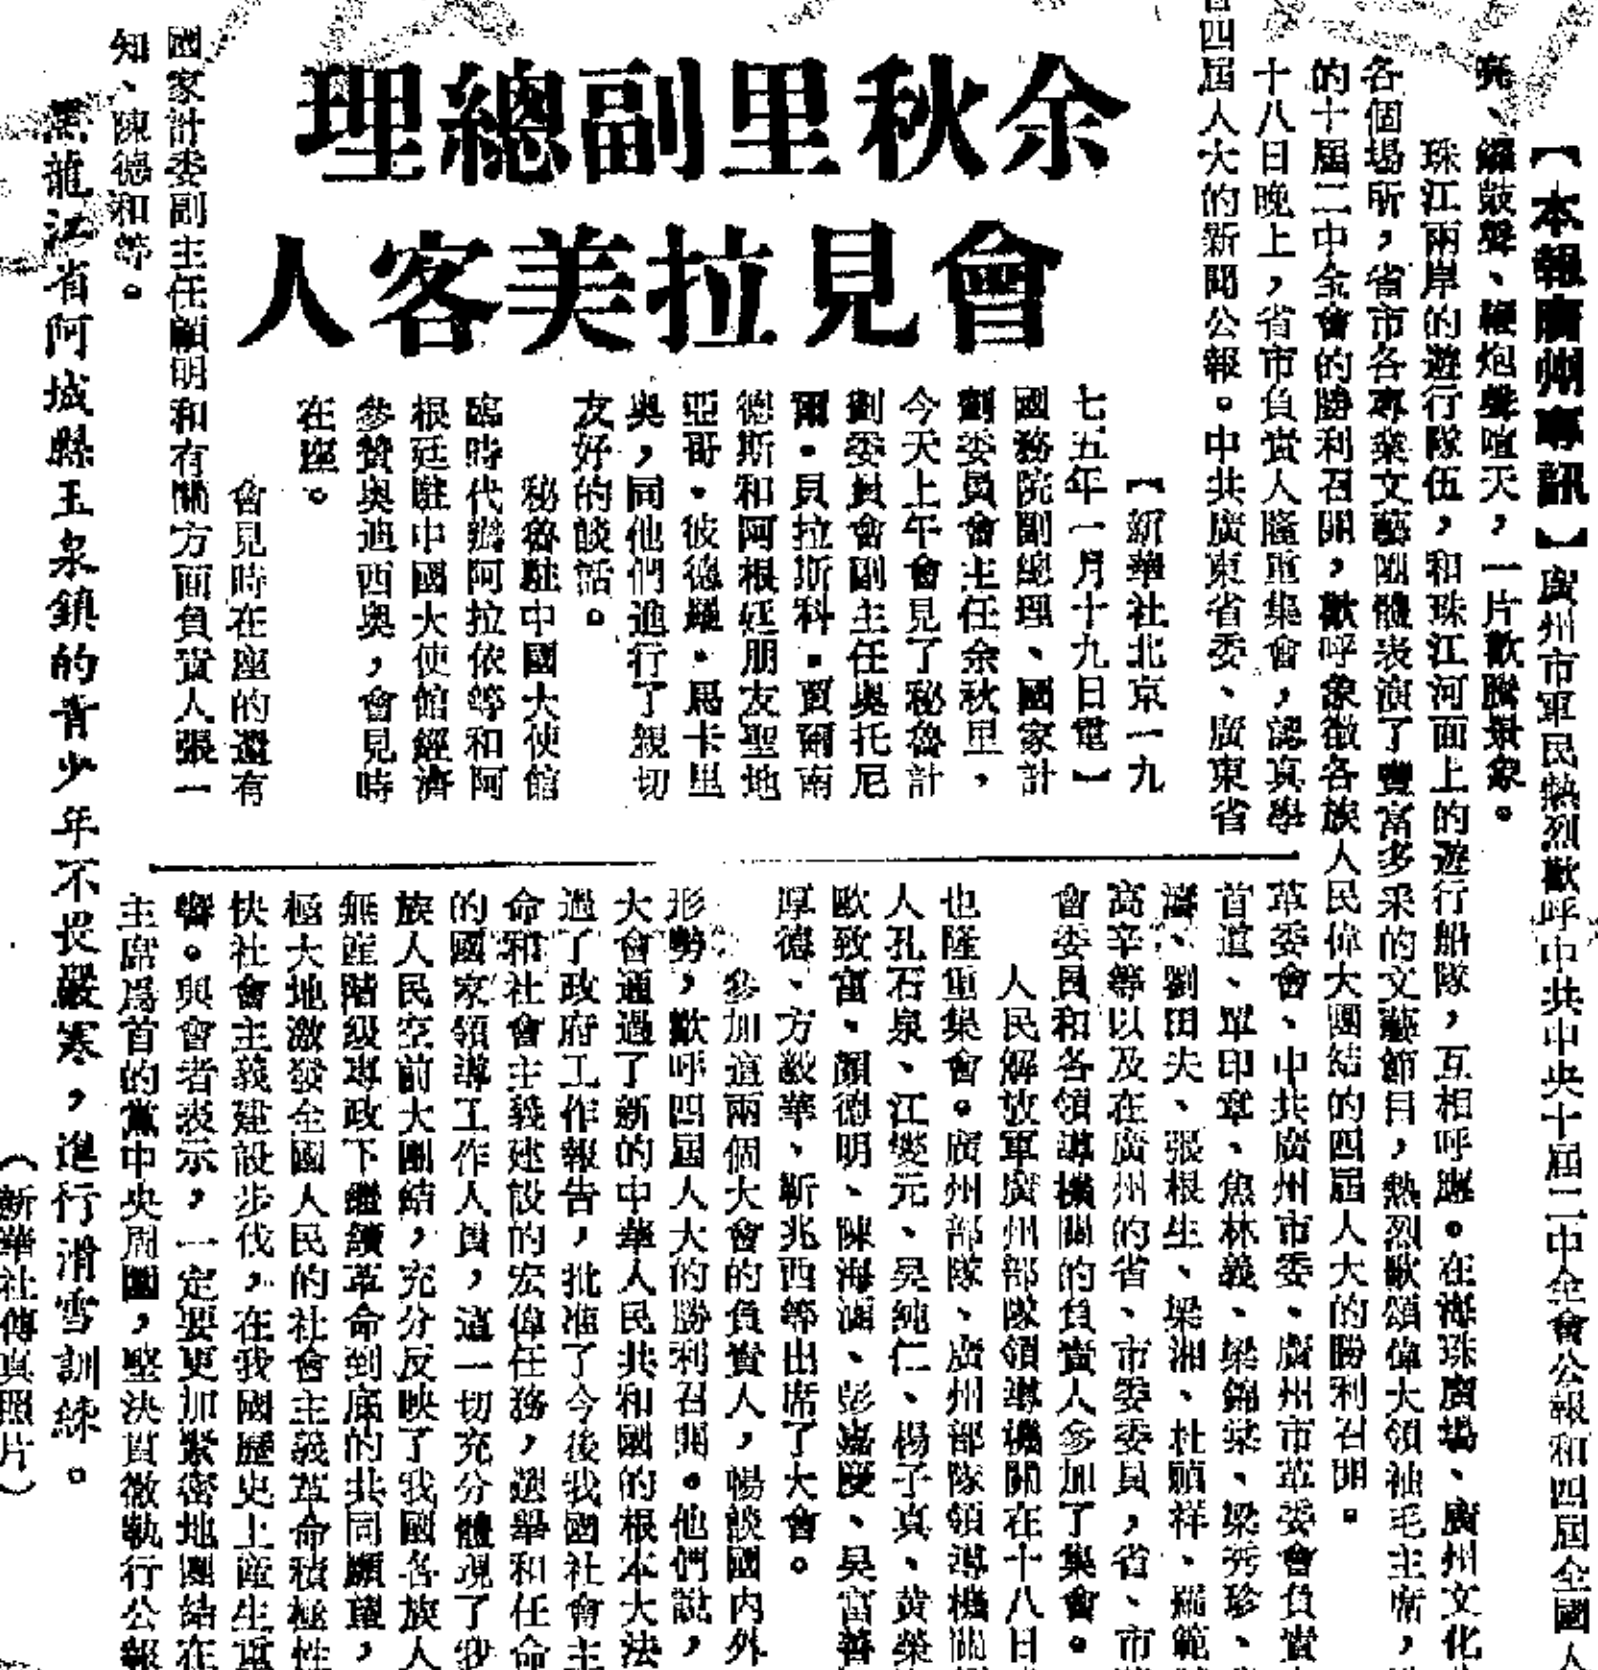 【本報廣州專訊】廣州市軍民熱烈歡呼中共中央十屆二中全會公報和四屆全國人
亮、鑼鼓聲、鞭炮聲喧天，一片歡騰景象。
珠江兩岸的遊行隊伍，和珠江河面上的遊行船隊，互相呼應。在海珠廣場、廣州文化
各個場所，省市各專業文藝團體表演了豐富多采的文藝節目，熱烈歌頌偉大領袖毛主席，
的十屆二中全會的勝利召開，歡呼象徵各族人民偉大團結的四屆人大的勝利召開。
十八日晚上，省市負責人隆重集會，認真學
四屆人大的新聞公報。中共廣東省委、廣東省
革委會、中共廣州市委、廣州市革委會負責
首道、單印章、焦林義、梁錦棠、梁秀珍、
濤、劉田夫、張根生、梁湘、杜禎祥、羅範
高辛等以及在廣州的省、市委委員，省、市
會委員和各領導機關的負責人參加了集會。
人民解放軍廣州部隊領導機關在十八日
也隆重集會。廣州部隊、廣州部隊領導機關
人孔石泉、江燮元、吳純仁、楊子真、黃榮
歐致富、顏德明、陳海涵、彭嘉慶、吳富善
厚德、方毅華、靳兆西等出席了大會。
參加這兩個大會的負責人，暢談國內外
形勢，歡呼四屆人大的勝利召開。他們說，
大會通過了新的中華人民共和國的根本大法
過了政府工作報告，批准了今後我國社會主
命和社會主義建設的宏偉任務，選舉和任命
的國家領導工作人員，這一切充分體現了我
族人民空前大團結，充分反映了我國各族人
無產階級專政下繼續革命到底的共同願望，
極大地激發全國人民的社會主義革命積極性
快社會主義建設步伐，在我國歷史上產生重
響。與會者表示，一定要更加緊密地團結在
主席為首的黨中央周圍，堅決貫徹執行公報
余秋里副總理
會見拉美客人
【新華社北京一九
七五年一月十九日電】
國務院副總理、國家計
劃委員會主任余秋里，
今天上午會見了秘魯計
劃委員會副主任奧托尼
爾·貝拉斯科·賈爾南
德斯和阿根廷朋友聖地
亞哥·彼德羅·馬卡里
奧，同他們進行了親切
友好的談話。
秘魯駐中國大使館
臨時代辦阿拉依等和阿
根廷駐中國大使館經濟
參贊奧迪西奧，會見時
在座。
會見時在座的還有
國家計委副主任顧明和有關方面負責人張一
知、陳德和等。
黑龍江省阿城縣玉泉鎮的青少年不畏嚴寒，進行滑雪訓練。
（新華社傳真照片）